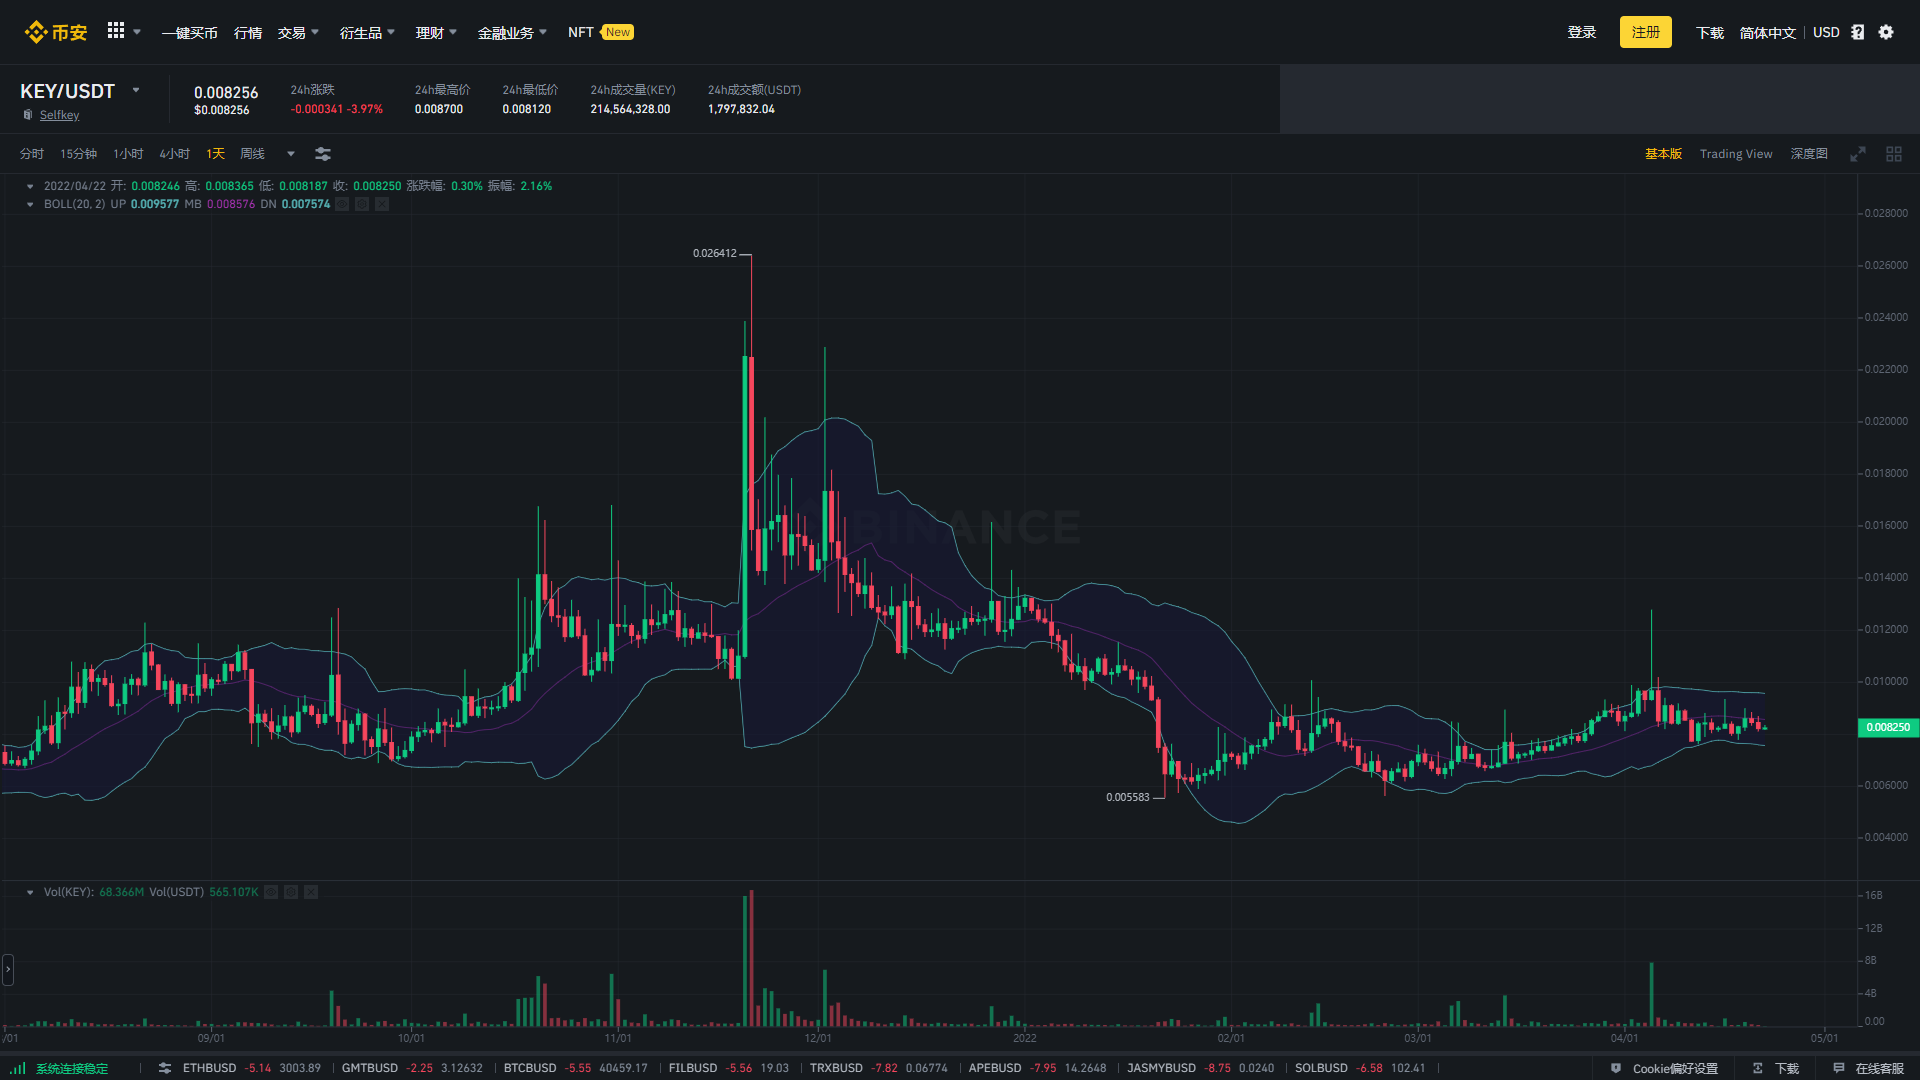 币安 一键买币 行情 交易 衍生品 理财 金融业务 NFT New 登录 注册 下载 简体中文 USD
KEY/USDT 0.008256 24h涨跌 24h最高价 24h最低价 24h成交量(KEY) 24h成交额(USDT)
Selfkey $0.008256 -0.000341 -3.97% 0.008700 0.008120 214,564,328.00 1,797,832.04
分时 15分钟 1小时 4小时 1天 周线 基本版 Trading View 深度图
2022/04/22 开: 0.008246 高: 0.008365 低: 0.008187 收: 0.008250 涨跌幅: 0.30% 振幅: 2.16%
BOLL(20, 2) UP 0.009577 MB 0.008576 DN 0.007574
0.028000
0.026412
0.026000
0.024000
0.022000
0.020000
0.018000
BINANCE
0.016000
0.014000
0.012000
0.010000
0.008250
0.005583
0.006000
0.004000
Vol(KEY): 68.366M Vol(USDT) 565.107K
16B
12B
8B
4B
0.00
/01 09/01 10/01 11/01 12/01 2022 02/01 03/01 04/01 05/01
系统连接稳定 ETHBUSD -5.14 3003.89 GMTBUSD -2.25 3.12632 BTCBUSD -5.55 40459.17 FILBUSD -5.56 19.03 TRXBUSD -7.82 0.06774 APEBUSD -7.95 14.2648 JASMYBUSD -8.75 0.0240 SOLBUSD -6.58 102.41 Cookie偏好设置 下载 在线客服